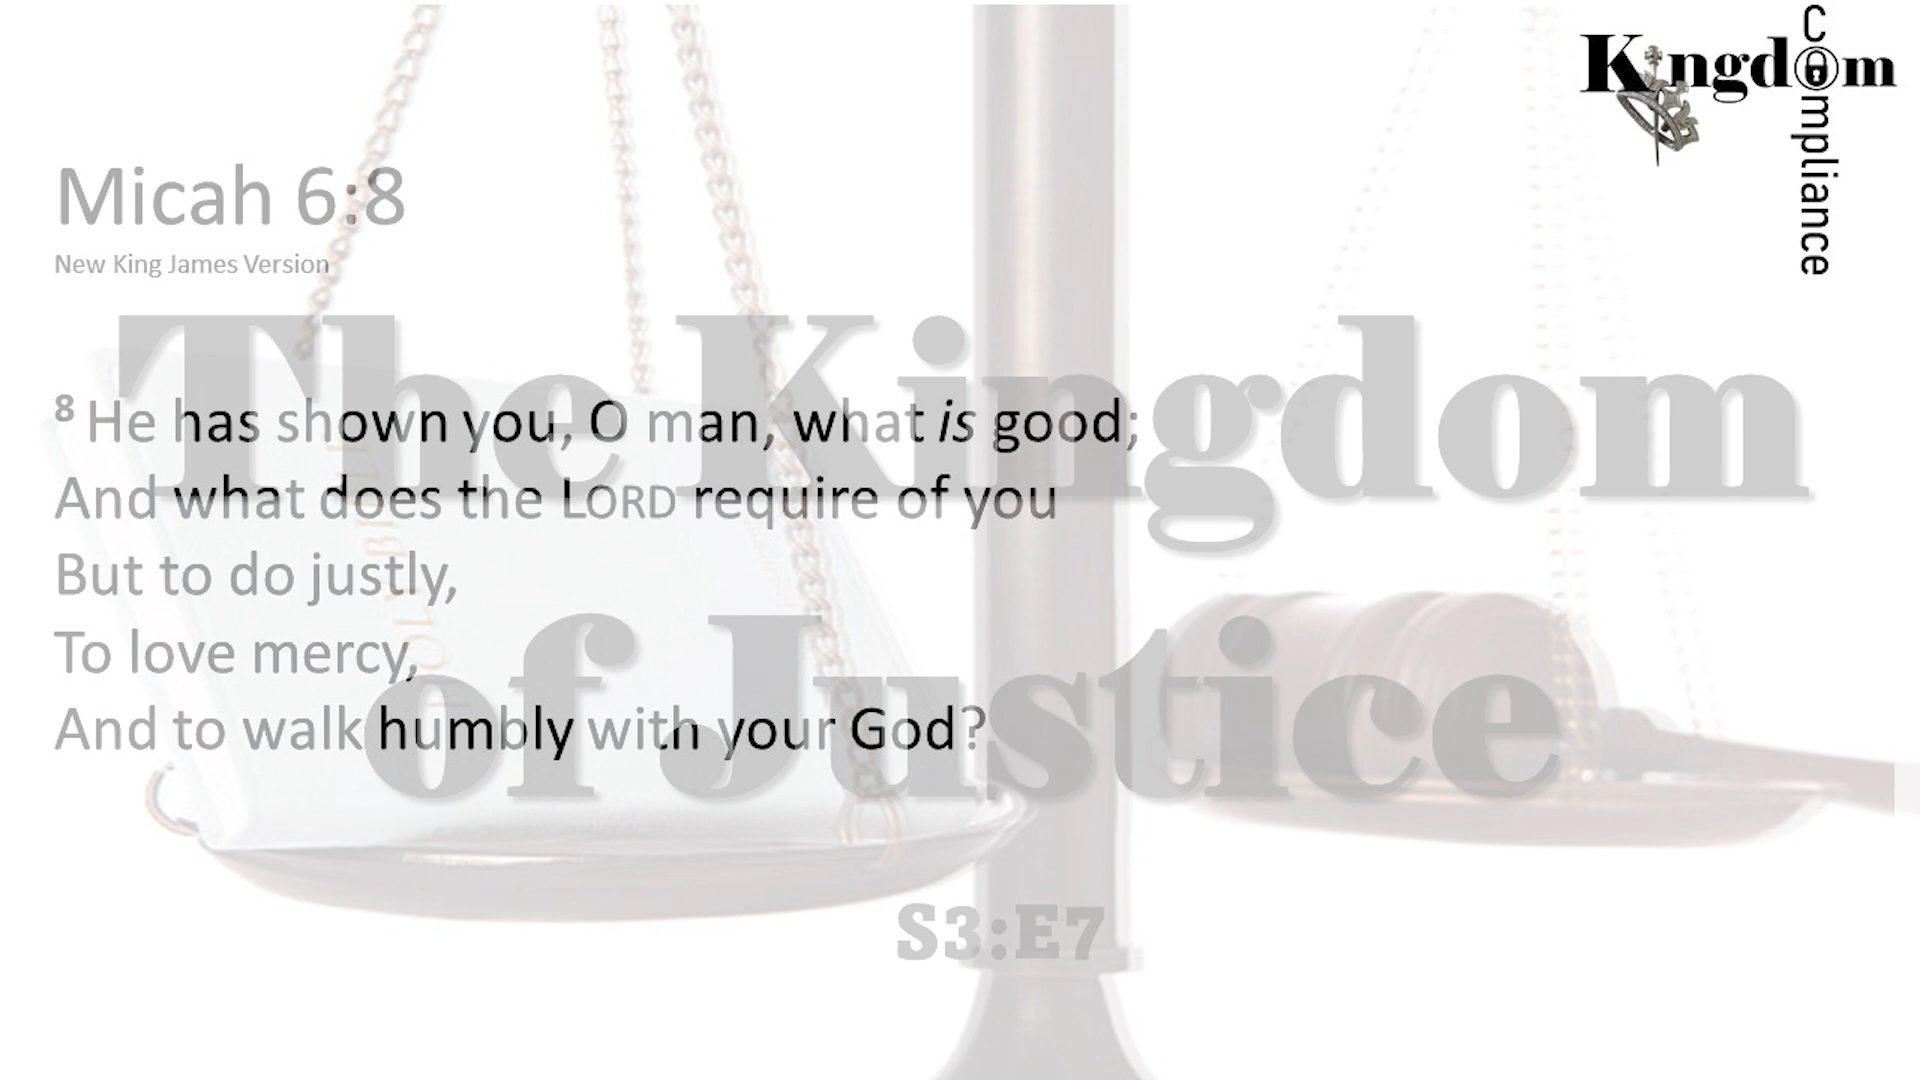 Kingdom
Compliance
Micah 6:8
New King James Version
The Kingdom
of Justice
8 He has shown you, O man, what is good;
And what does the LORD require of you
But to do justly,
To love mercy,
And to walk humbly with your God?
S3:E7